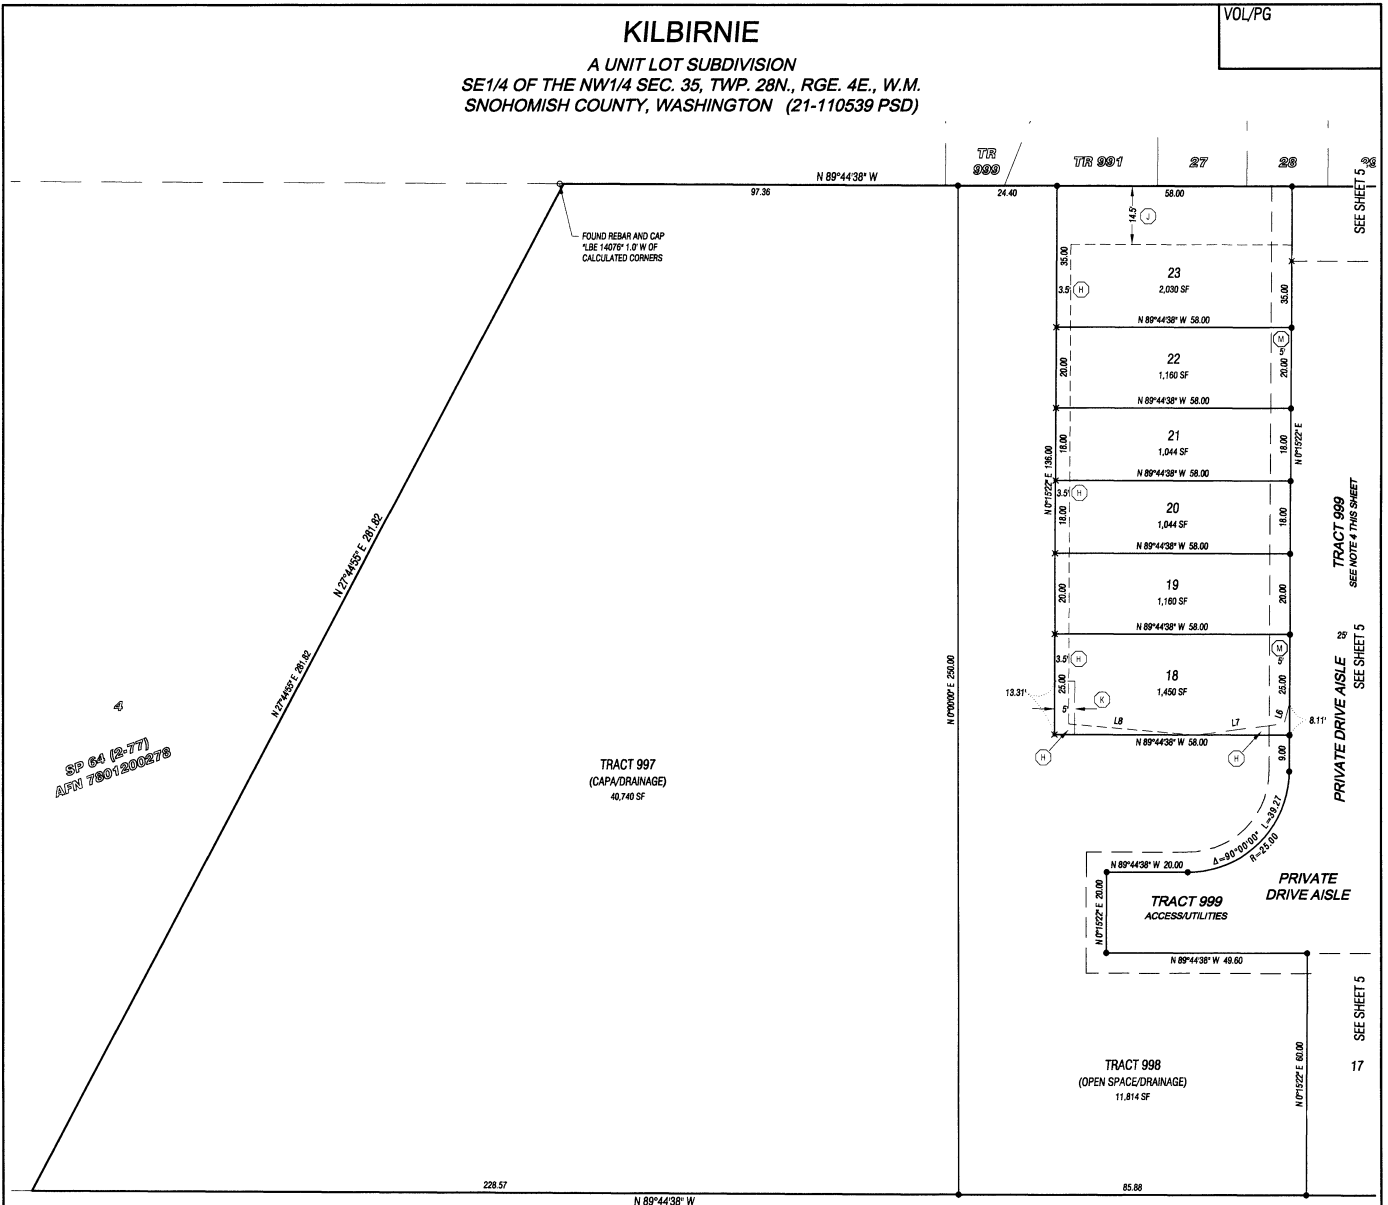 VOL/PG
KILBIRNIE
A UNIT LOT SUBDIVISION
SE1/4 OF THE NW1/4 SEC. 35, TWP. 28N., RGE. 4E., W.M.
SNOHOMISH COUNTY, WASHINGTON (21-110539 PSD)
TR
999
TR 991
27
28
N 89°44'38" W
97.36
24.40
58.00
SEE SHEET 5
FOUND REBAR AND CAP
"LBE 14076" 1.0' W OF
CALCULATED CORNERS
14.5'
J
35.00
3.5'
H
23
2,030 SF
35.00
N 89°44'38" W 58.00
M
5'
20.00
22
1,160 SF
20.00
N 89°44'38" W 58.00
18.00
21
1,044 SF
18.00
N 0°15'22" E
N 0°15'22" E 136.00
N 89°44'38" W 58.00
3.5'
H
18.00
20
1,044 SF
18.00
N 89°44'38" W 58.00
TRACT 999
SEE NOTE 4 THIS SHEET
20.00
19
1,160 SF
20.00
N 89°44'38" W 58.00
25'
SEE SHEET 5
PRIVATE DRIVE AISLE
3.5'
H
M
5'
25.00
18
1,450 SF
25.00
13.31'
5'
K
L8
L7
L6
8.11'
N 89°44'38" W 58.00
H
H
9.00
N 27°44'55" E 281.82
N 27°44'55" E 281.82
N 0°00'00" E 250.00
4
SP 64 (2-77)
AFN 7801200278
TRACT 997
(CAPA/DRAINAGE)
40,740 SF
Δ=90°00'00" L=39.27
R=25.00
N 89°44'38" W 20.00
N 0°15'22" E 20.00
TRACT 999
ACCESS/UTILITIES
PRIVATE
DRIVE AISLE
N 89°44'38" W 49.60
SEE SHEET 5
17
N 0°15'22" E 60.00
TRACT 998
(OPEN SPACE/DRAINAGE)
11,814 SF
228.57
N 89°44'38" W
85.88